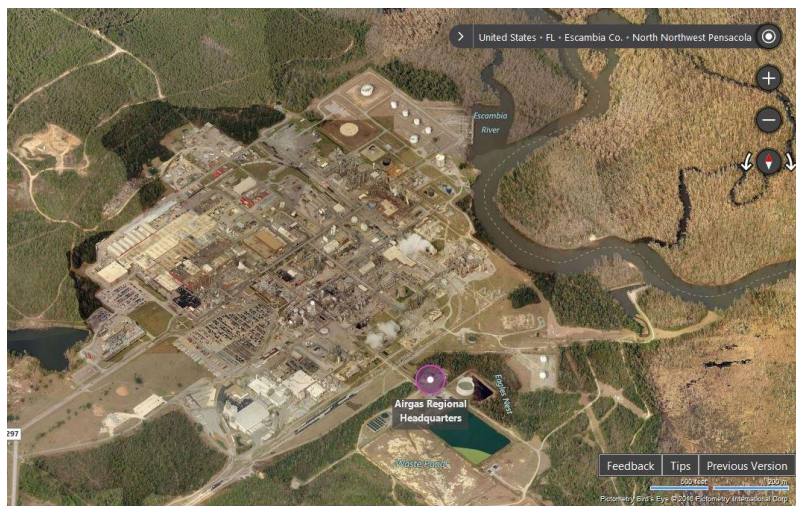 United States • FL • Escambia Co. • North Northwest Pensacola
Escambia
River
Airgas Regional
Headquarters
Eagles Nest
297
Waste Pond
Feedback
Tips
Previous Version
500 feet
200 m
Pictometry Bird's Eye © 2016 Pictometry International Corp.